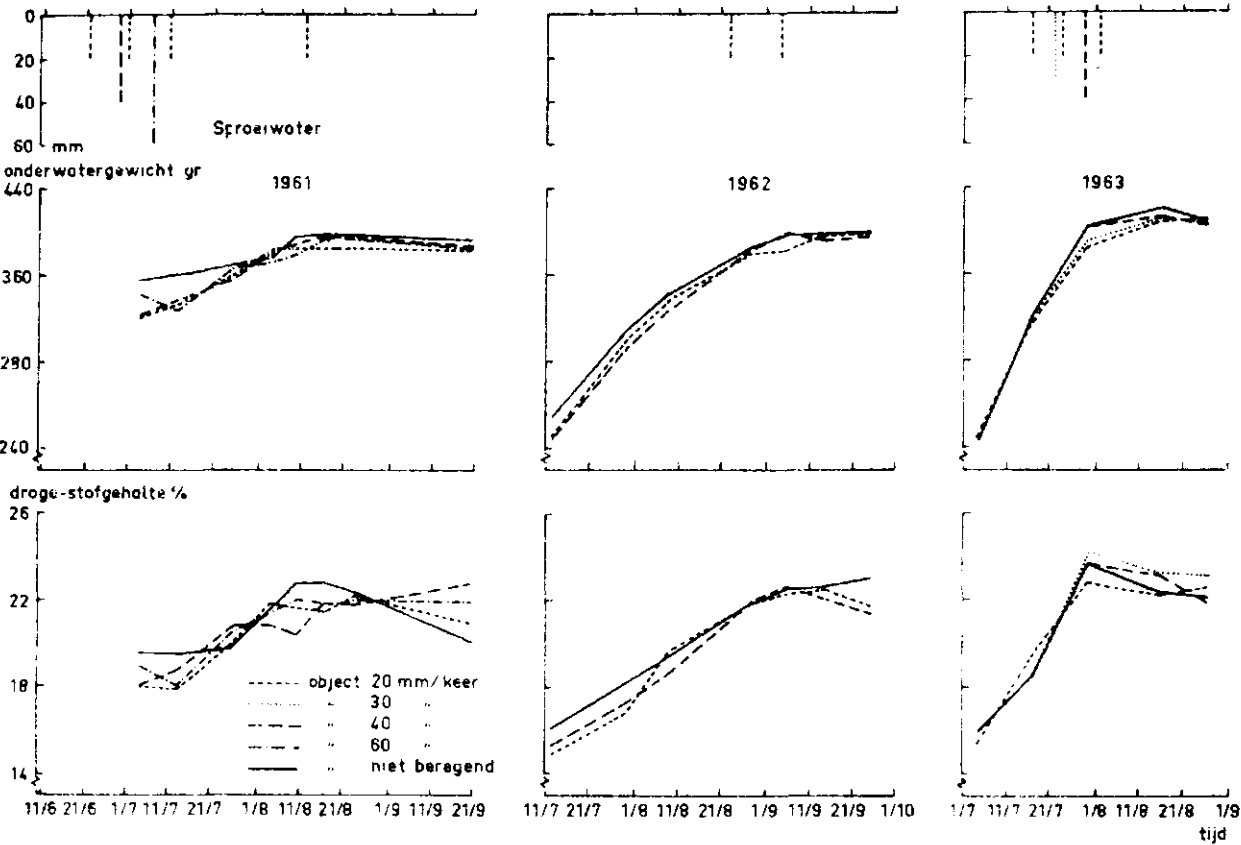 0
20
40
60 mm
Sproeiwater
onderwatergewicht gr
1961 1962 1963
440
360
280
240
droge-stofgehalte %
26
22
18
14
object 20 mm/keer
" 30 "
" 40 "
" 60 "
" niet beregend
11/6 21/6 1/7 11/7 21/7 1/8 11/8 21/8 1/9 11/9 21/9
11/7 21/7 1/8 11/8 21/8 1/9 11/9 21/9 1/10
1/7 11/7 21/7 1/8 11/8 21/8 1/9
tijd